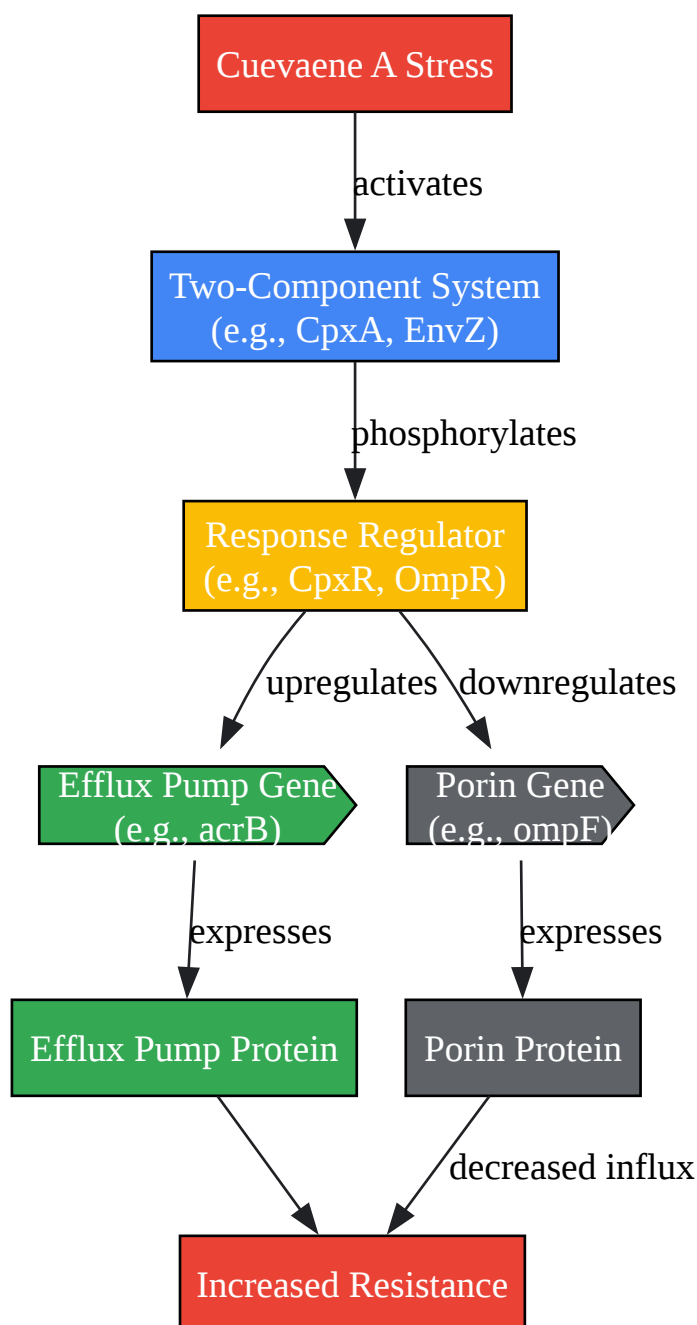 Cuevaene A Stress
activates
Two-Component System
(e.g., CpxA, EnvZ)
phosphorylates
Response Regulator
(e.g., CpxR, OmpR)
upregulates
downregulates
Efflux Pump Gene
(e.g., acrB)
Porin Gene
(e.g., ompF)
expresses
expresses
Efflux Pump Protein
Porin Protein
decreased influx
Increased Resistance